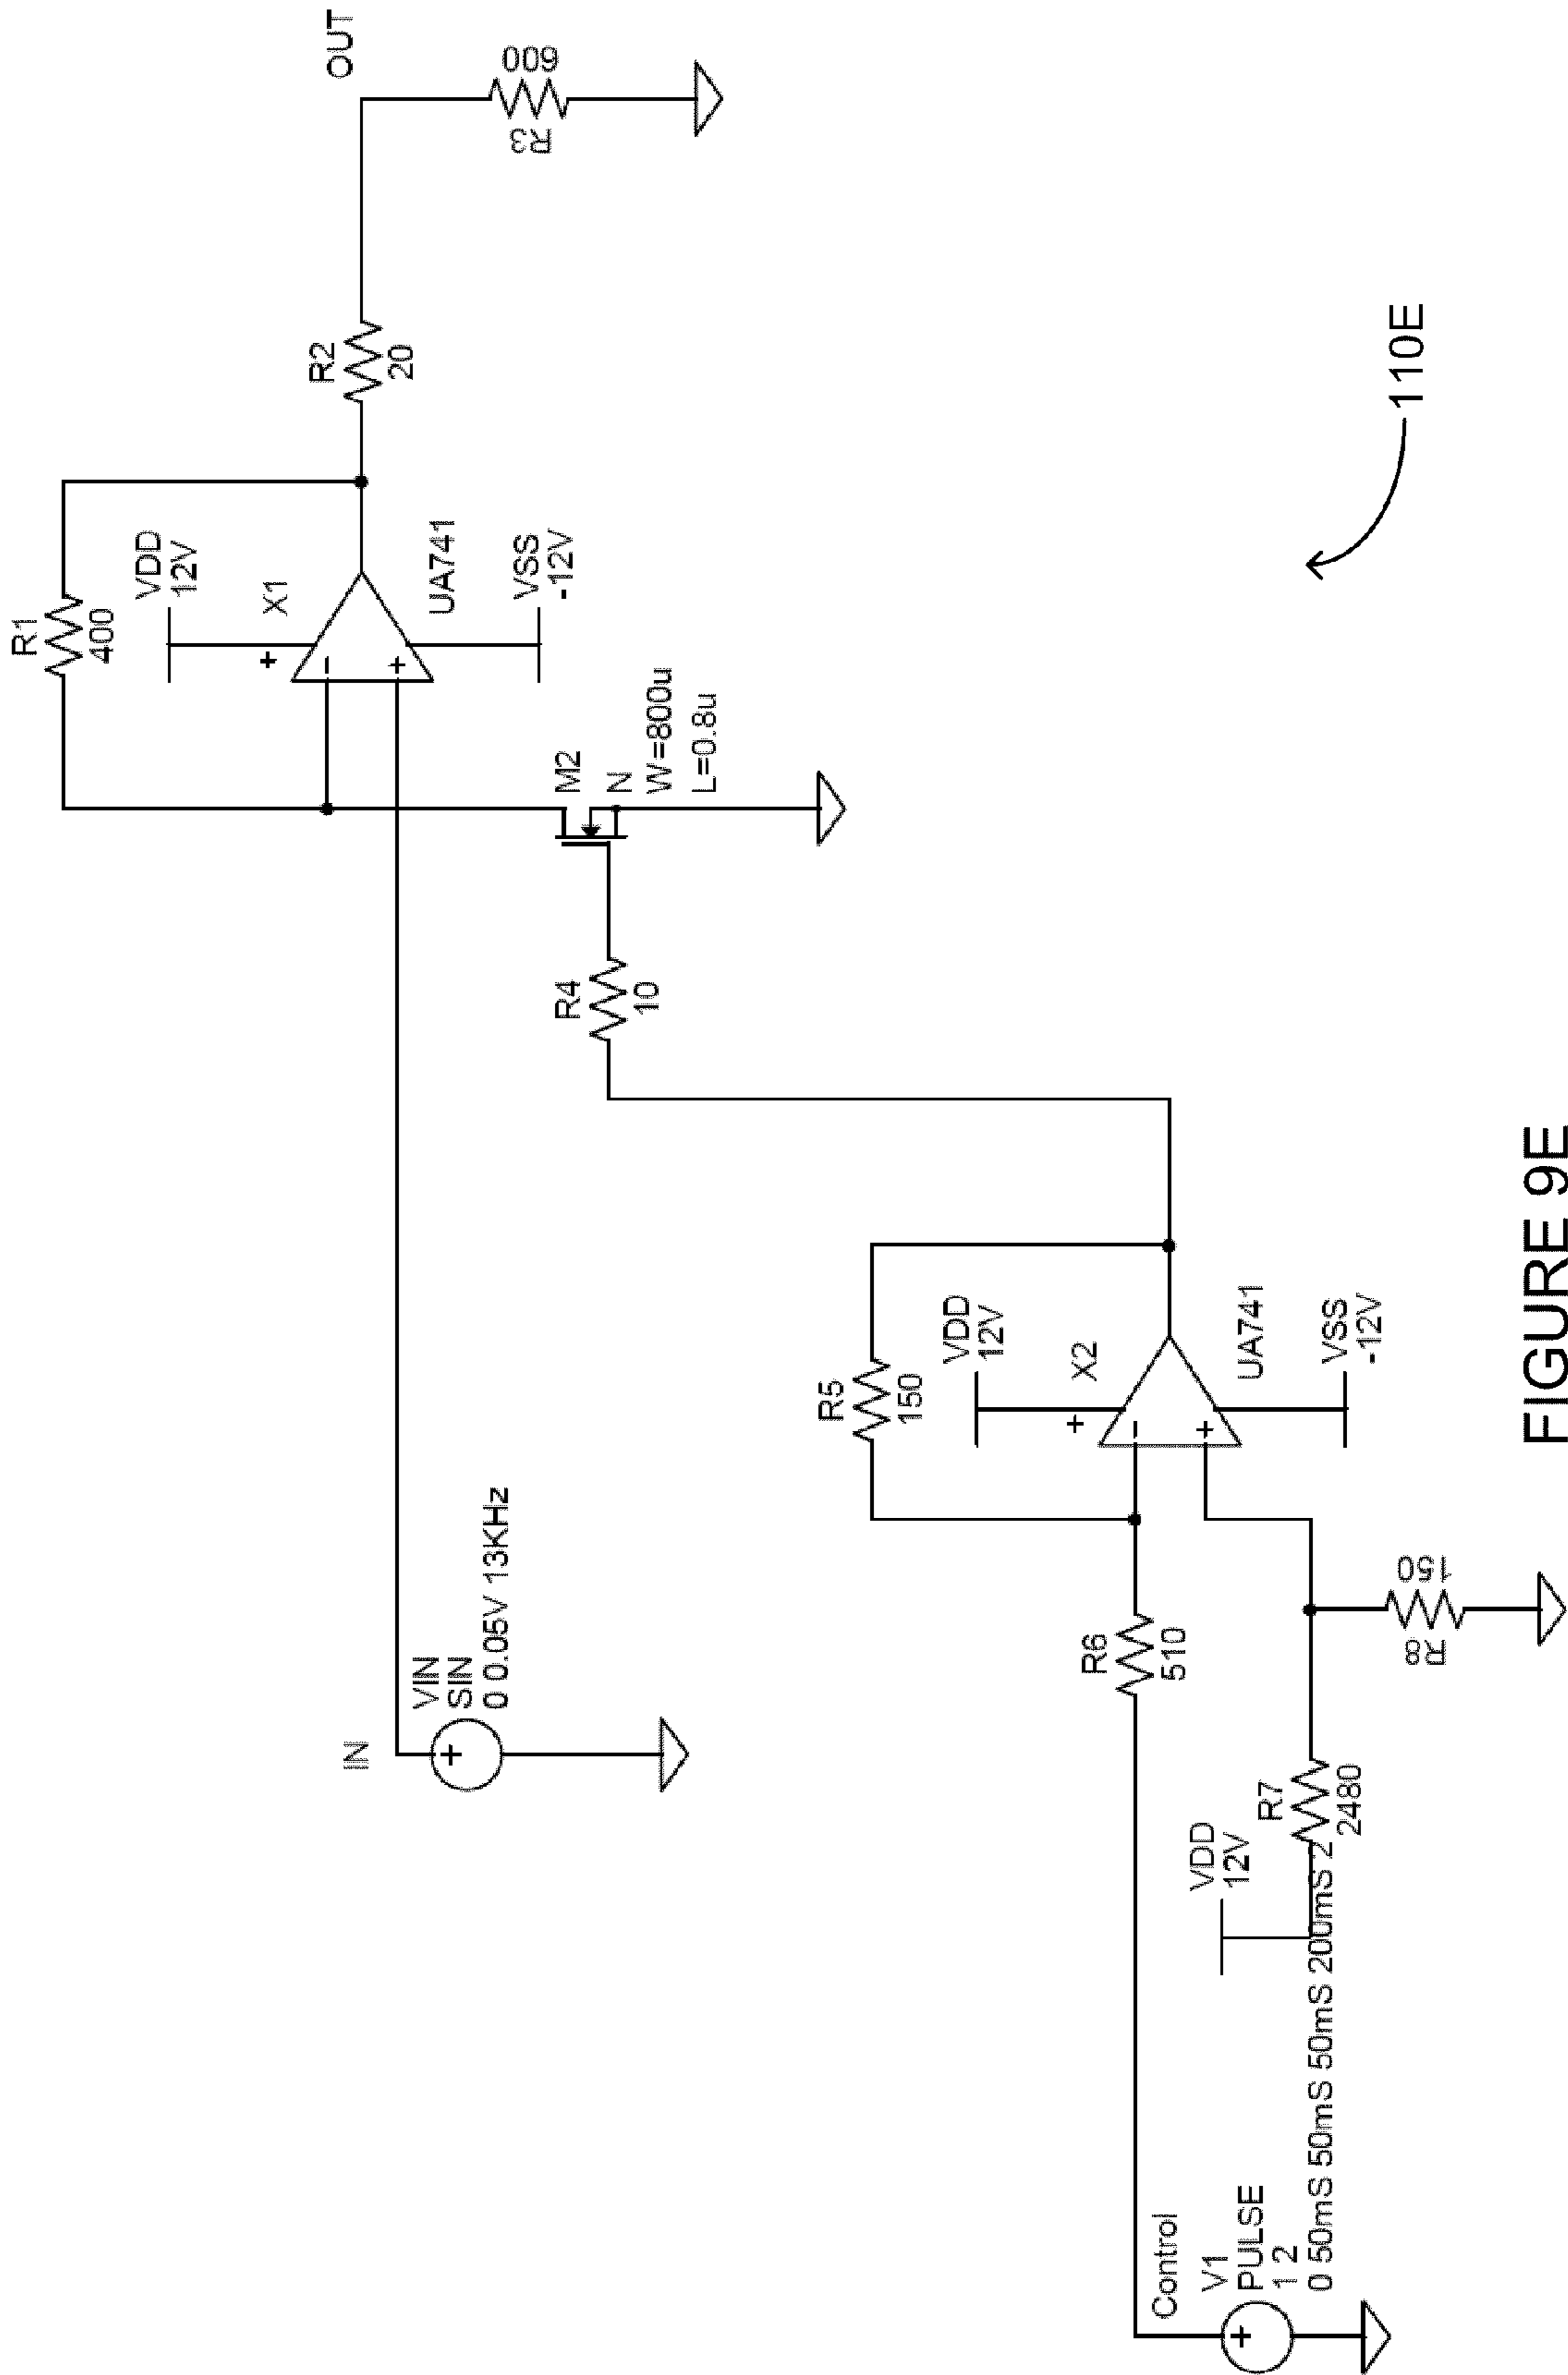 OUT
R1
400
VDD
12V
X1
+
-
+
UA741
VSS
-12V
R2
20
R3
600
M2
N
W=800u
L=0.8u
R4
10
IN
VIN
SIN
0 0.05V 13KHz
+
R5
150
VDD
12V
X2
+
-
+
UA741
VSS
-12V
R6
510
R8
150
VDD
12V
R7
2480
Control
V1
PULSE
1 2
0 50mS 50mS 50mS 200mS 2
+
110E
FIGURE 9E